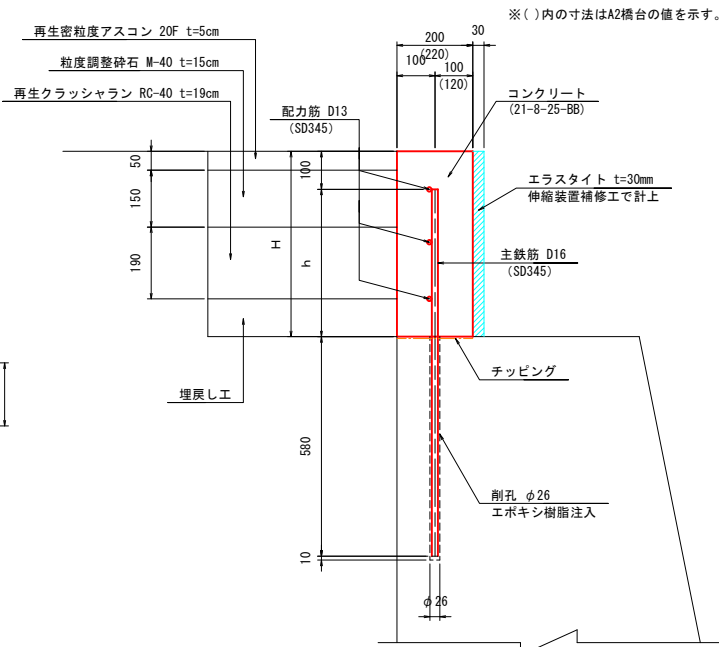 ※( )内の寸法はA2橋台の値を示す。
再生密粒度アスコン 20F t=5cm
粒度調整砕石 M-40 t=15cm
再生クラッシャラン RC-40 t=19cm
配力筋 D13
(SD345)
200
(220)
30
100
100
(120)
コンクリート
(21-8-25-BB)
エラスタイト t=30mm
伸縮装置補修工で計上
主鉄筋 D16
(SD345)
50
150
190
100
H
h
埋戻し工
チッピング
580
削孔 φ26
エポキシ樹脂注入
10
φ26